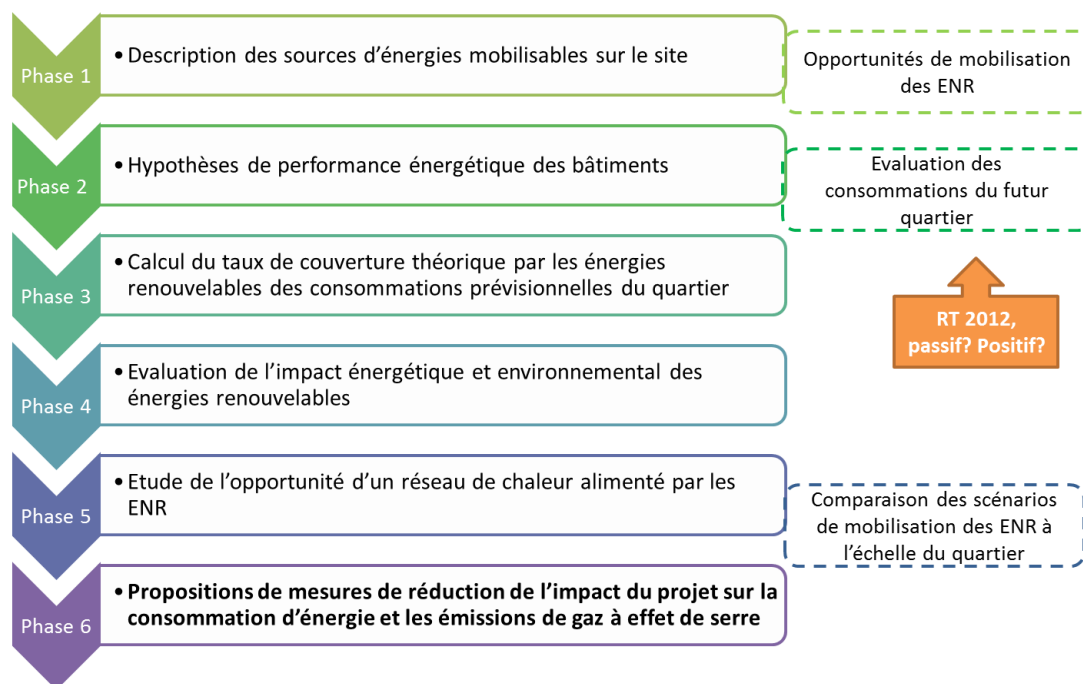 Phase 1
• Description des sources d’énergies mobilisables sur le site
Opportunités de mobilisation
des ENR
Phase 2
• Hypothèses de performance énergétique des bâtiments
Evaluation des
consommations du futur
quartier
Phase 3
• Calcul du taux de couverture théorique par les énergies
renouvelables des consommations prévisionnelles du quartier
RT 2012,
passif? Positif?
Phase 4
• Evaluation de l’impact énergétique et environnemental des
énergies renouvelables
Phase 5
• Etude de l’opportunité d’un réseau de chaleur alimenté par les
ENR
Comparaison des scénarios
de mobilisation des ENR à
l’échelle du quartier
Phase 6
• Propositions de mesures de réduction de l’impact du projet sur la
consommation d’énergie et les émissions de gaz à effet de serre